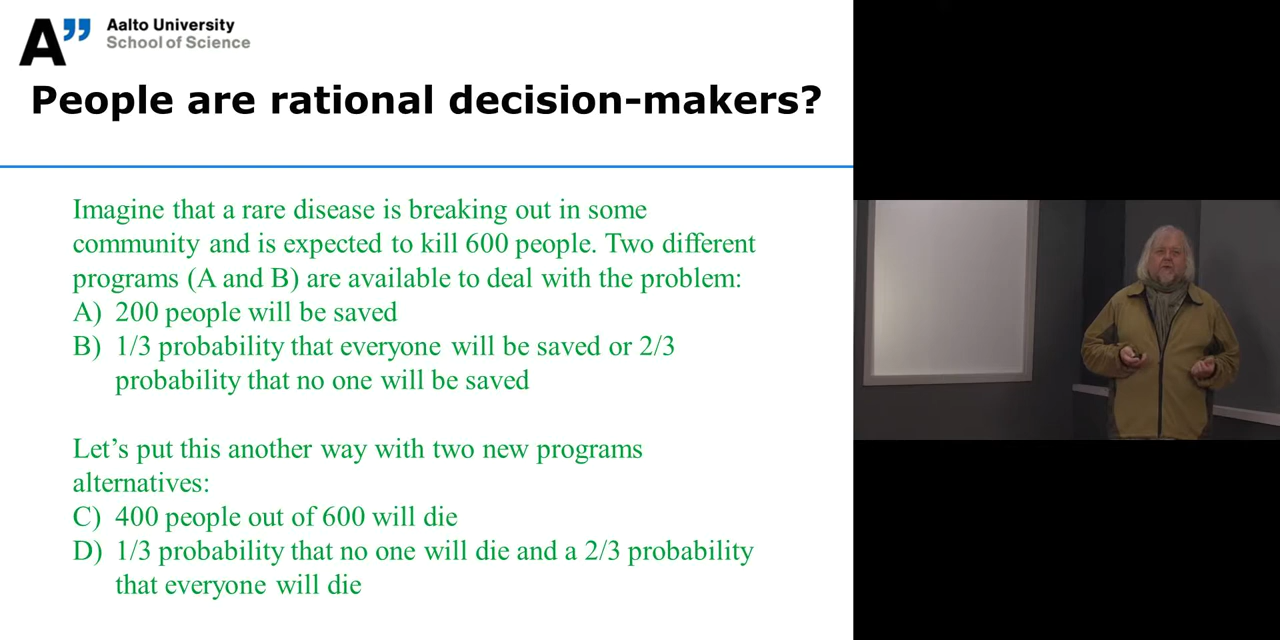 A”
Aalto University
School of Science
People are rational decision-makers?
Imagine that a rare disease is breaking out in some
community and is expected to kill 600 people. Two different
programs (A and B) are available to deal with the problem:
A) 200 people will be saved
B) 1/3 probability that everyone will be saved or 2/3
probability that no one will be saved
Let’s put this another way with two new programs
alternatives:
C) 400 people out of 600 will die
D) 1/3 probability that no one will die and a 2/3 probability
that everyone will die